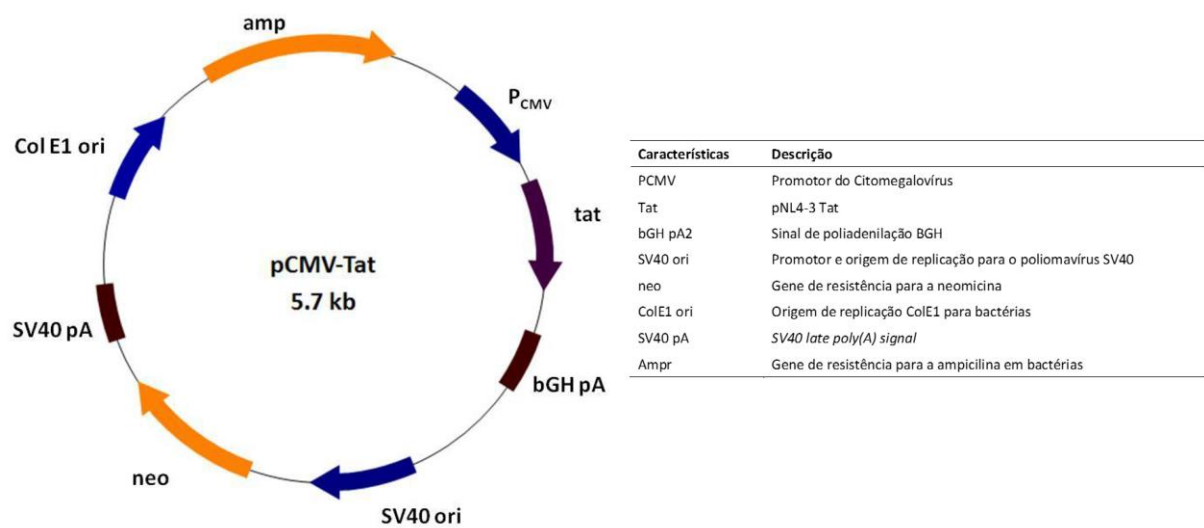 amp
P_CMV
Col E1 ori
tat
pCMV-Tat
5.7 kb
SV40 pA
bGH pA
neo
SV40 ori
Características Descrição
PCMV Promotor do Citomegalovírus
Tat pNL4-3 Tat
bGH pA2 Sinal de poliadenilação BGH
SV40 ori Promotor e origem de replicação para o poliomavírus SV40
neo Gene de resistência para a neomicina
ColE1 ori Origem de replicação ColE1 para bactérias
SV40 pA SV40 late poly(A) signal
Ampr Gene de resistência para a ampicilina em bactérias